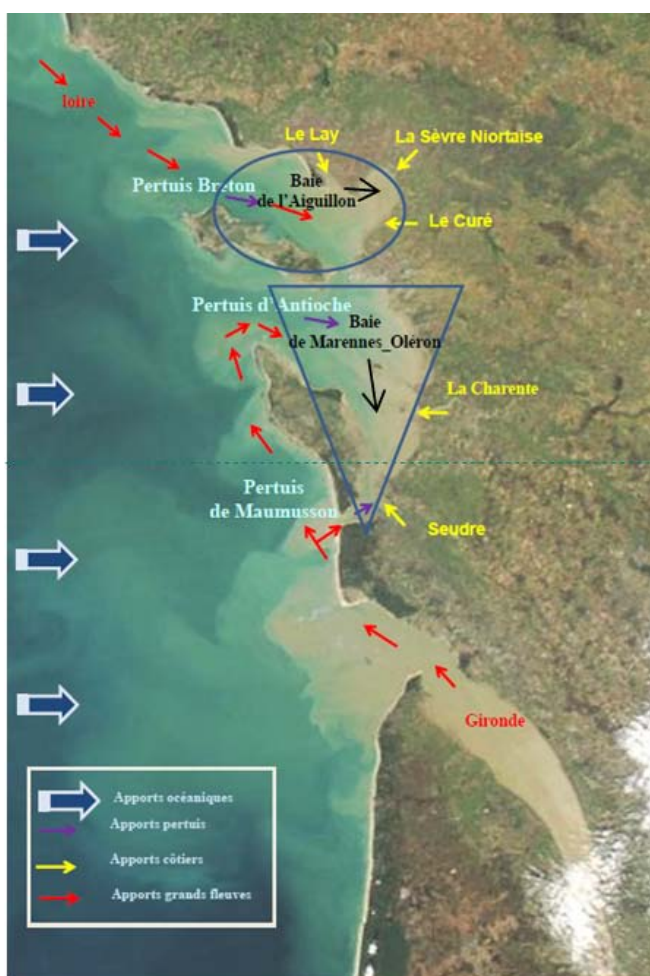 loire
Le Lay
La Sèvre Niortaise
Pertuis Breton
Baie
de l'Aiguillon
Le Curé
Pertuis d'Antioche
Baie
de Marennes_Oléron
La Charente
Pertuis
de Maumusson
Seudre
Gironde
Apports océaniques
Apports pertuis
Apports côtiers
Apports grands fleuves